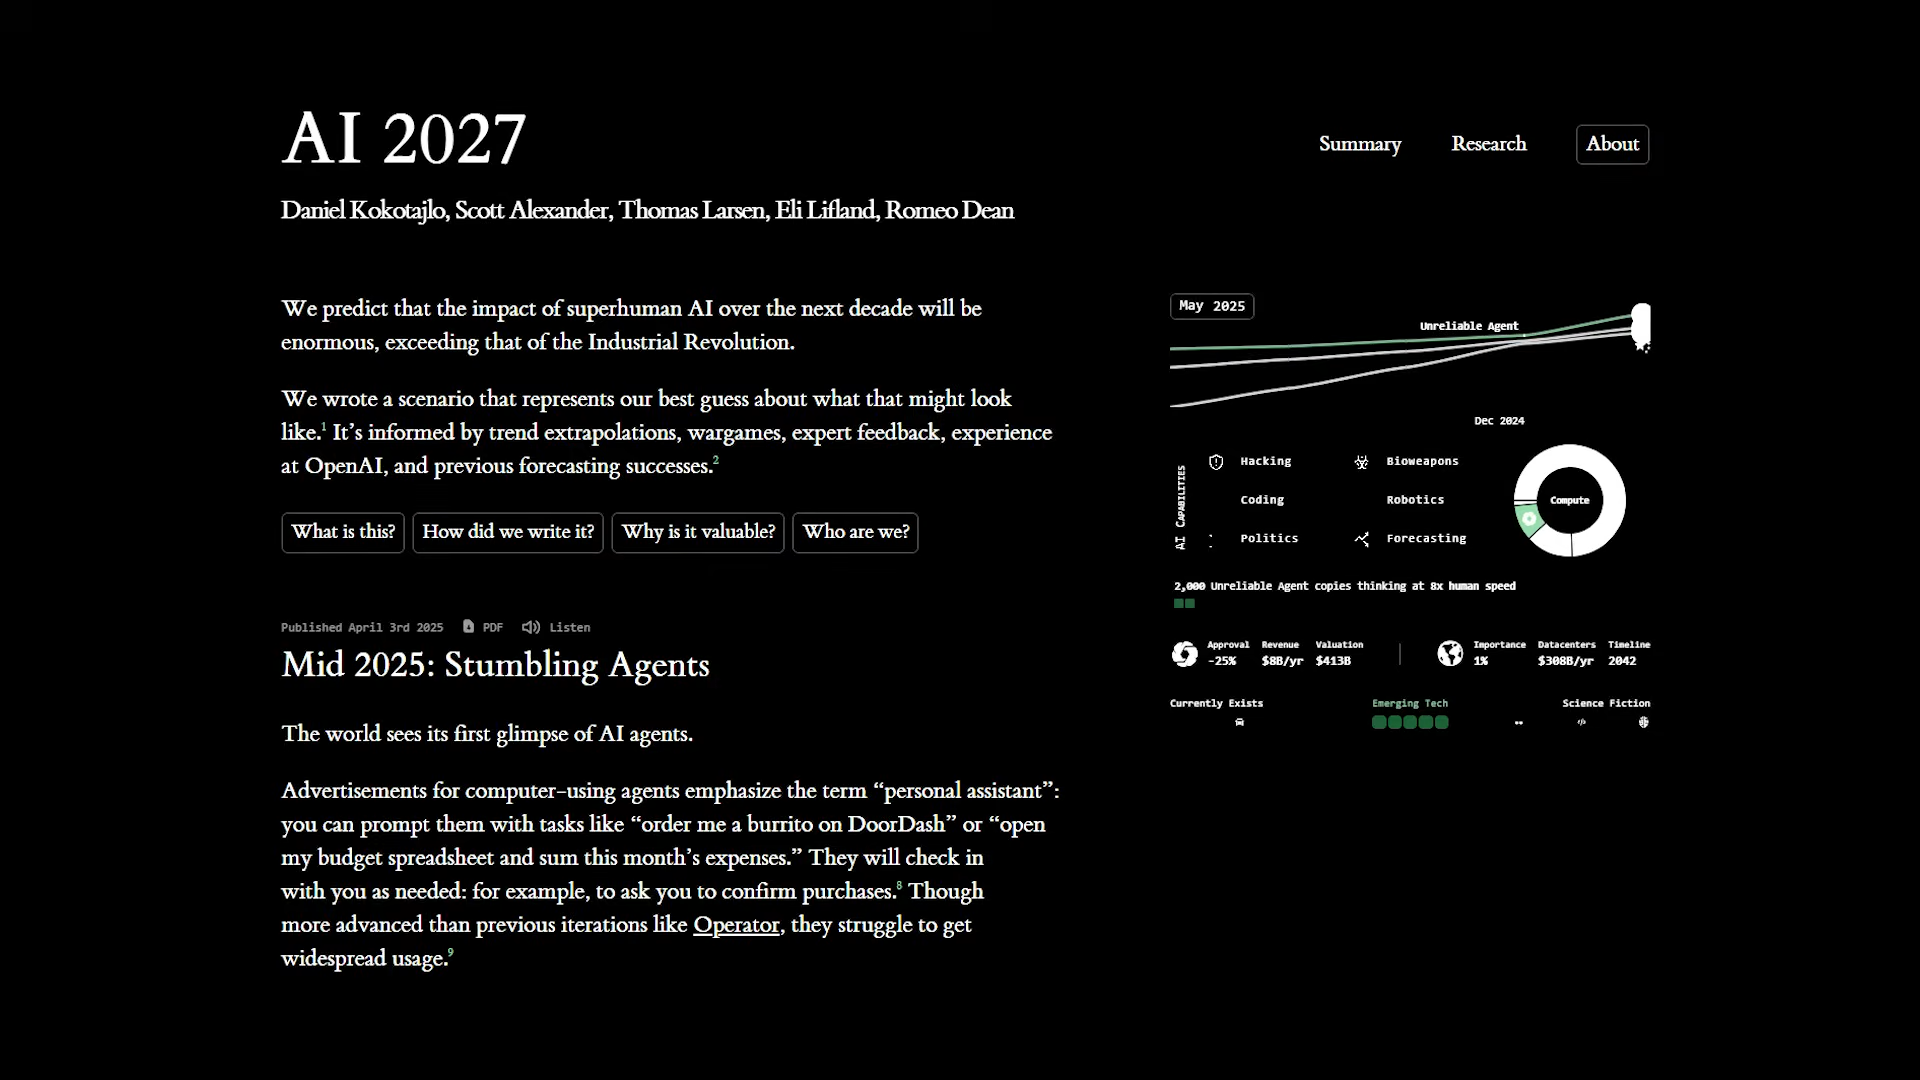 AI 2027
Summary
Research
About
Daniel Kokotajlo, Scott Alexander, Thomas Larsen, Eli Lifland, Romeo Dean
We predict that the impact of superhuman AI over the next decade will be
enormous, exceeding that of the Industrial Revolution.
We wrote a scenario that represents our best guess about what that might look
like.1 It’s informed by trend extrapolations, wargames, expert feedback, experience
at OpenAI, and previous forecasting successes.2
What is this?
How did we write it?
Why is it valuable?
Who are we?
Published April 3rd 2025
PDF
Listen
Mid 2025: Stumbling Agents
The world sees its first glimpse of AI agents.
Advertisements for computer-using agents emphasize the term “personal assistant”:
you can prompt them with tasks like “order me a burrito on DoorDash” or “open
my budget spreadsheet and sum this month’s expenses.” They will check in
with you as needed: for example, to ask you to confirm purchases.8 Though
more advanced than previous iterations like Operator, they struggle to get
widespread usage.9
May 2025
Unreliable Agent
Dec 2024
AI CAPABILITIES
Hacking
Bioweapons
Coding
Robotics
Politics
Forecasting
Compute
2,000 Unreliable Agent copies thinking at 8x human speed
Approval
Revenue
Valuation
Importance
Datacenters
Timeline
-25%
$8B/yr
$413B
1%
$308B/yr
2042
Currently Exists
Emerging Tech
Science Fiction